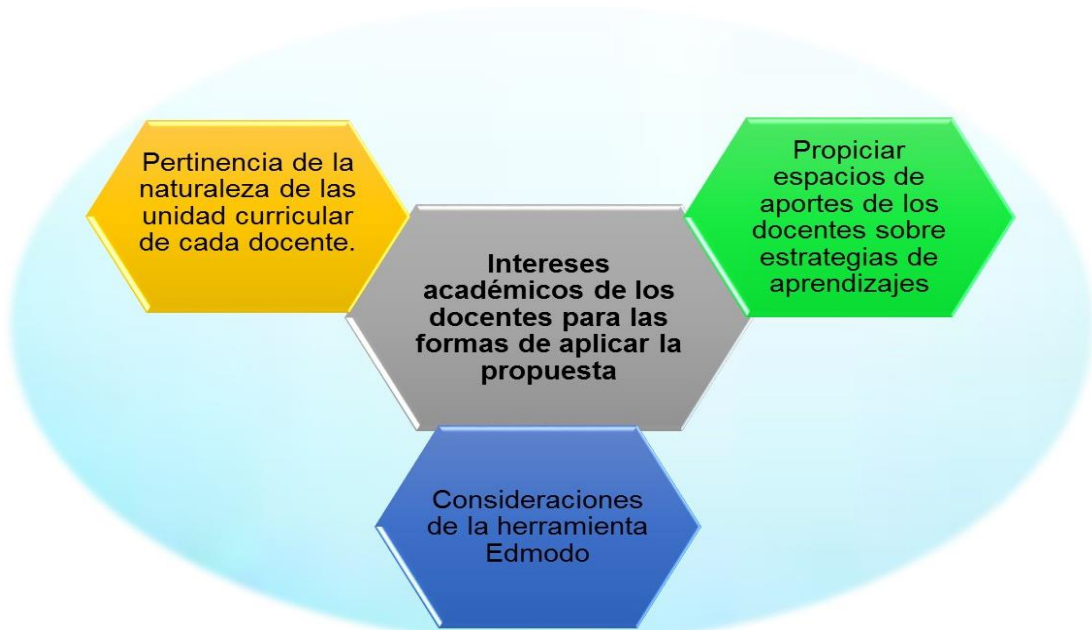 Pertinencia de la
naturaleza de las
unidad curricular
de cada docente.
Propiciar
espacios de
aportes de los
docentes sobre
estrategias de
aprendizajes
Intereses
académicos de los
docentes para las
formas de aplicar la
propuesta
Consideraciones
de la herramienta
Edmodo